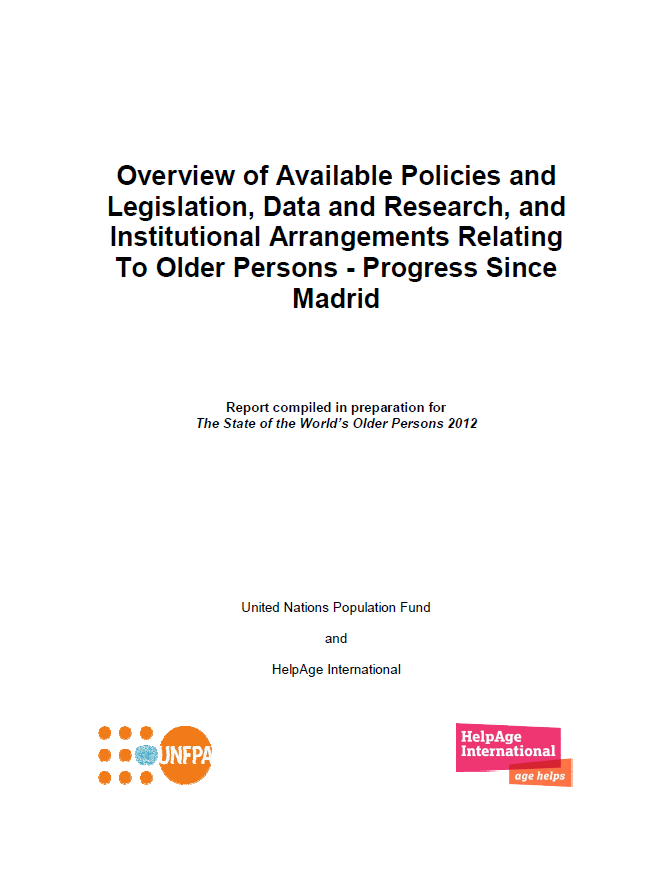 Overview of Available Policies and
Legislation, Data and Research, and
Institutional Arrangements Relating
To Older Persons - Progress Since
Madrid
Report compiled in preparation for
The State of the World's Older Persons 2012
United Nations Population Fund
and
HelpAge International
UNFPA
HelpAge
International
age helps